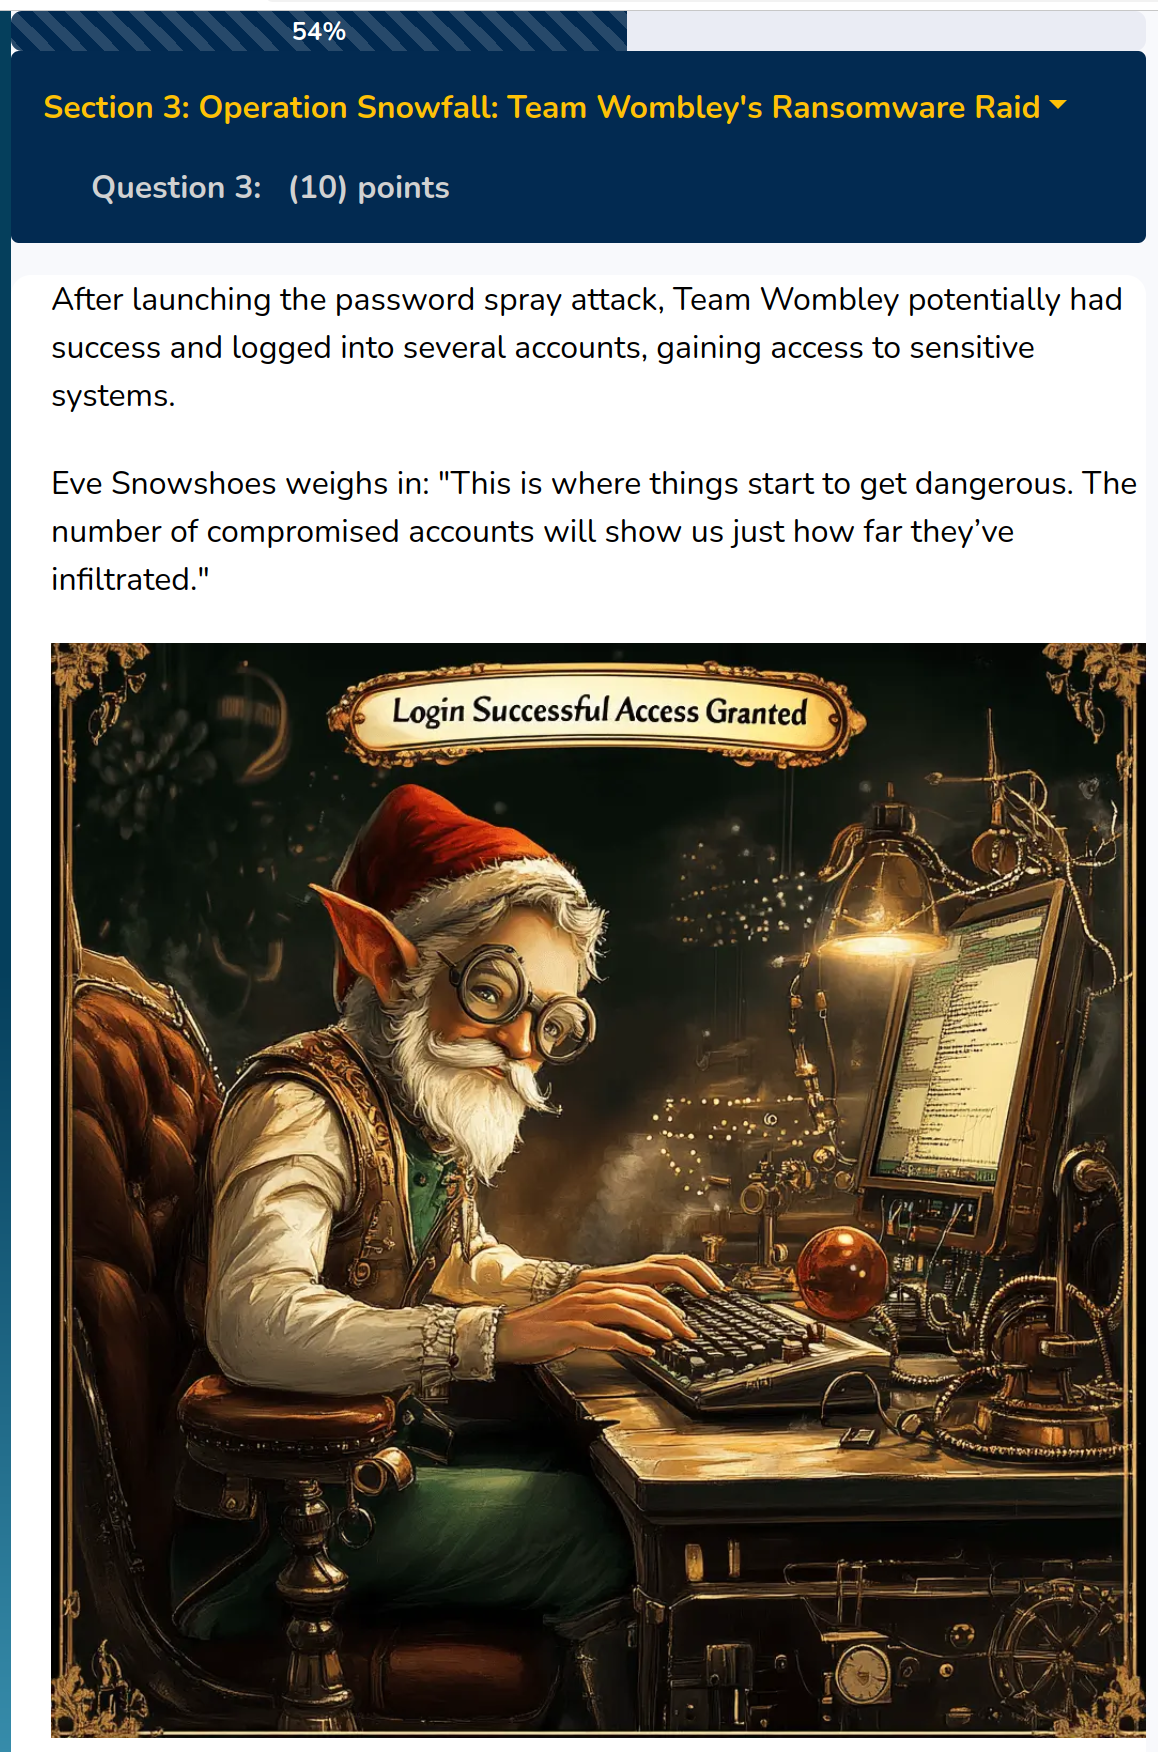 54%
Section 3: Operation Snowfall: Team Wombley's Ransomware Raid
Question 3: (10) points
After launching the password spray attack, Team Wombley potentially had
success and logged into several accounts, gaining access to sensitive
systems.
Eve Snowshoes weighs in: "This is where things start to get dangerous. The
number of compromised accounts will show us just how far they’ve
infiltrated."
Login Successful Access Granted